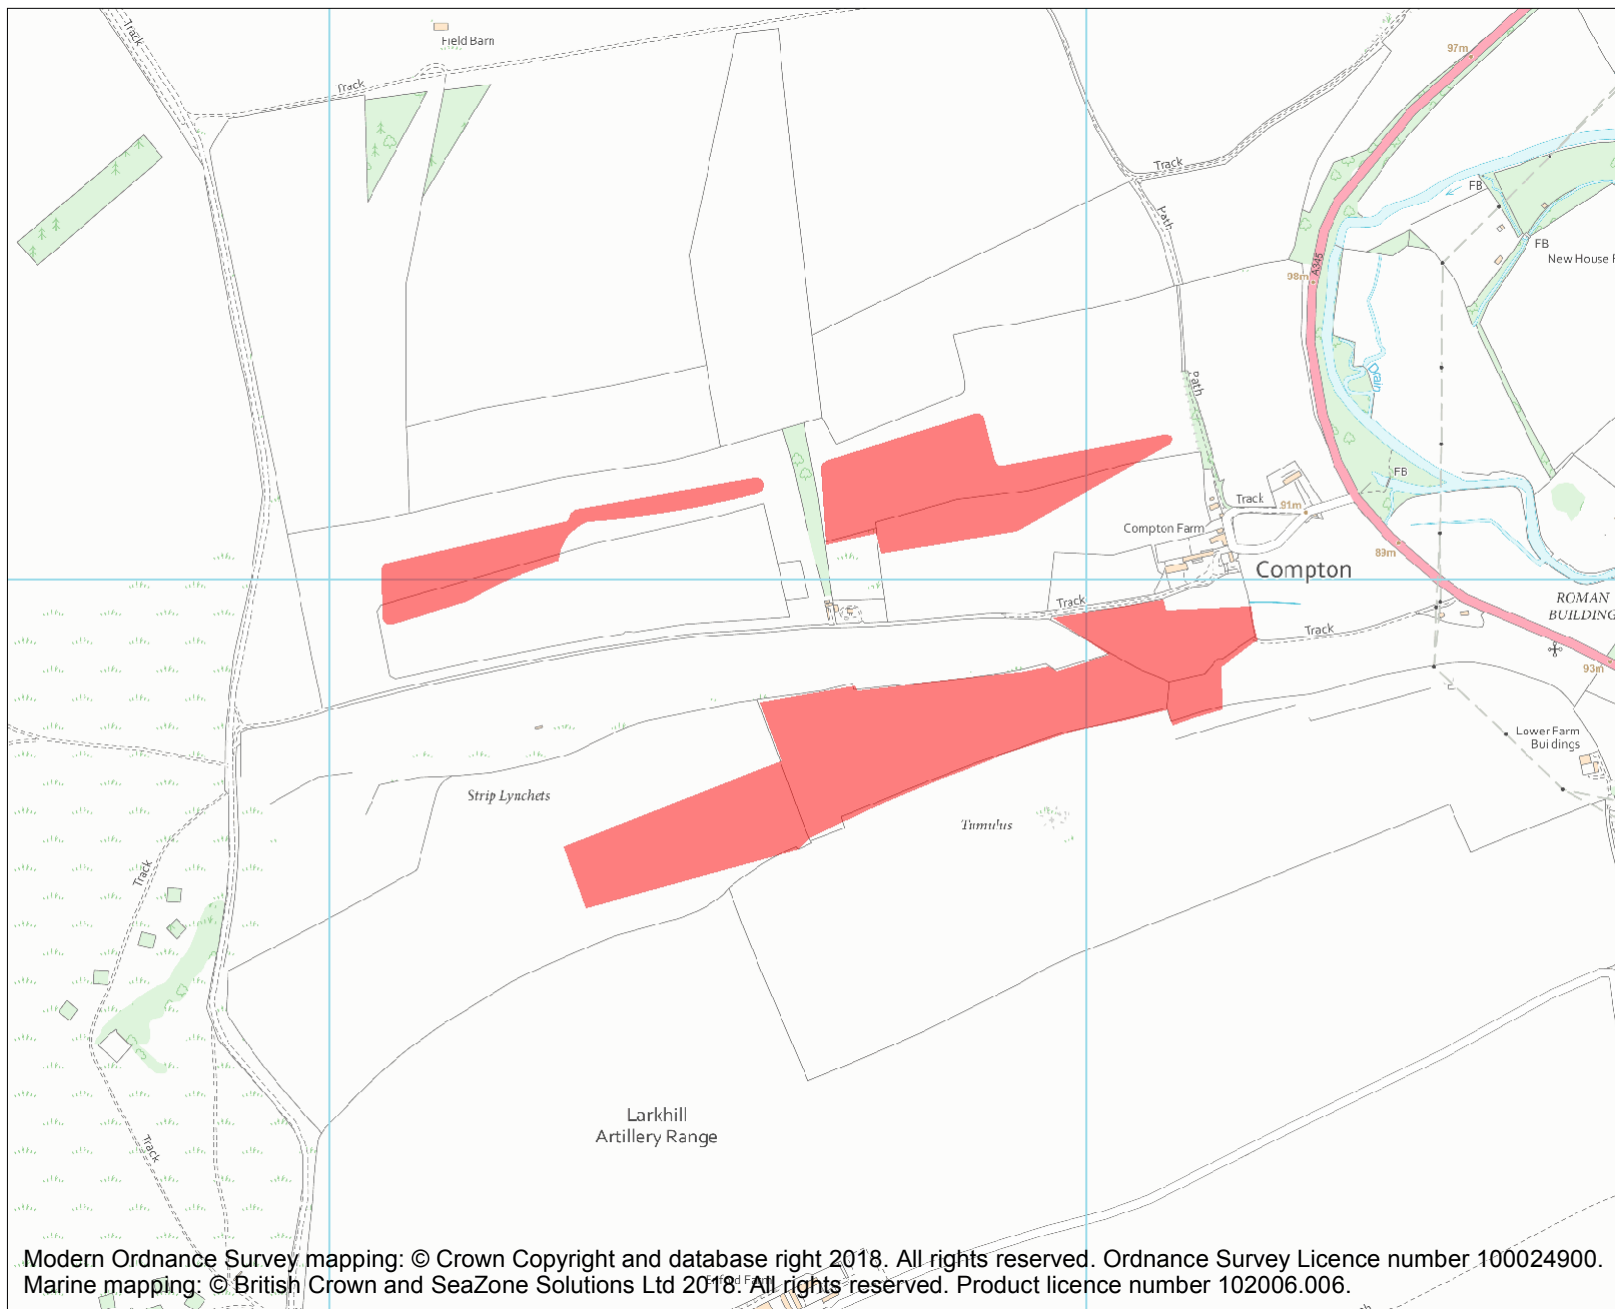 Track
Field Barn
Track
97m
Track
FB
Path
FB
New House F
A345
98m
Path
Drain
FB
Track
91m
Compton Farm
89m
Compton
ROMAN
BUILDING
Track
Track
93m
Lower Farm
Buildings
Strip Lynchets
Tumulus
Track
Larkhill
Artillery Range
Track
Modern Ordnance Survey mapping: © Crown Copyright and database right 2018. All rights reserved. Ordnance Survey Licence number 100024900.
Marine mapping: © British Crown and SeaZone Solutions Ltd 2018. All rights reserved. Product licence number 102006.006.